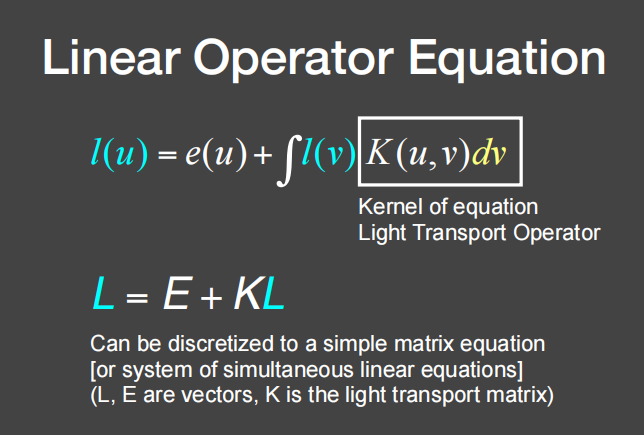 Linear Operator Equation
l(u) = e(u) + ∫l(v) K(u,v)dv
Kernel of equation
Light Transport Operator
L = E + KL
Can be discretized to a simple matrix equation
[or system of simultaneous linear equations]
(L, E are vectors, K is the light transport matrix)